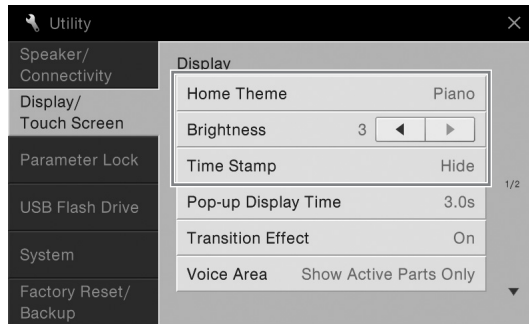 Utility
Speaker/
Connectivity
Display/
Touch Screen
Parameter Lock
USB Flash Drive
System
Factory Reset/
Backup
Display
Home Theme Piano
Brightness 3
Time Stamp Hide
Pop-up Display Time 3.0s
Transition Effect On
Voice Area Show Active Parts Only
1/2